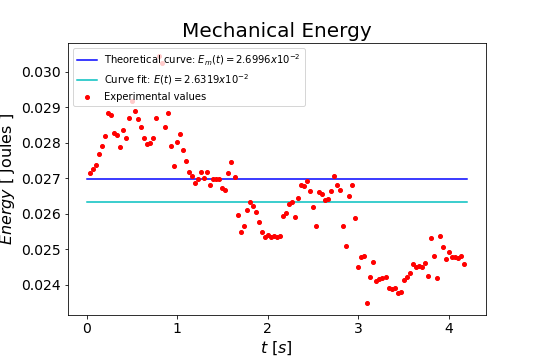 Mechanical Energy
Theoretical curve: E_m(t) = 2.6996x10^{-2}
Curve fit: E(t) = 2.6319x10^{-2}
Experimental values
Energy [ Joules ]
0.030
0.029
0.028
0.027
0.026
0.025
0.024
0 1 2 3 4
t [s]